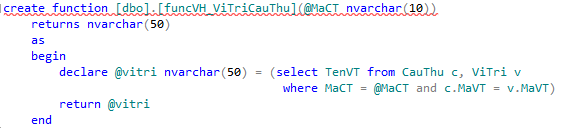 create function [dbo].[funcVH_ViTriCauThu](@MaCT nvarchar(10))
returns nvarchar(50)
as
begin
declare @vitri nvarchar(50) = (select TenVT from CauThu c, ViTri v
where MaCT = @MaCT and c.MaVT = v.MaVT)
return @vitri
end